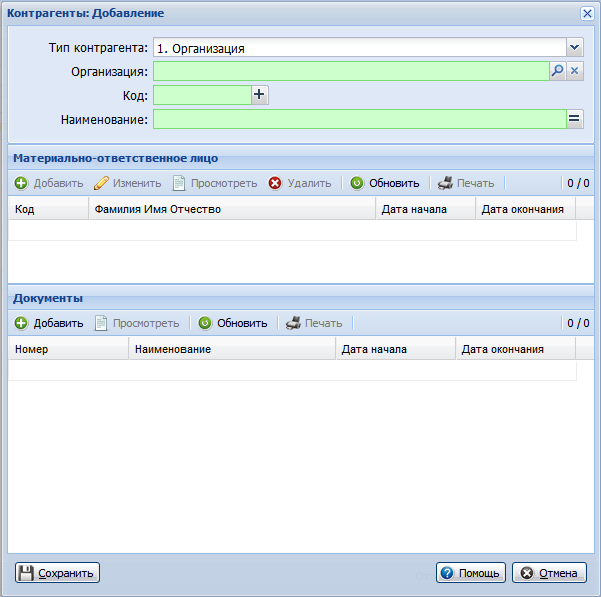 Контрагенты: Добавление
Тип контрагента: 1. Организация
Организация:
Код:
Наименование:
Материально-ответственное лицо
Добавить Изменить Просмотреть Удалить Обновить Печать 0 / 0
Код Фамилия Имя Отчество Дата начала Дата окончания
Документы
Добавить Просмотреть Обновить Печать 0 / 0
Номер Наименование Дата начала Дата окончания
Сохранить Помощь Отмена